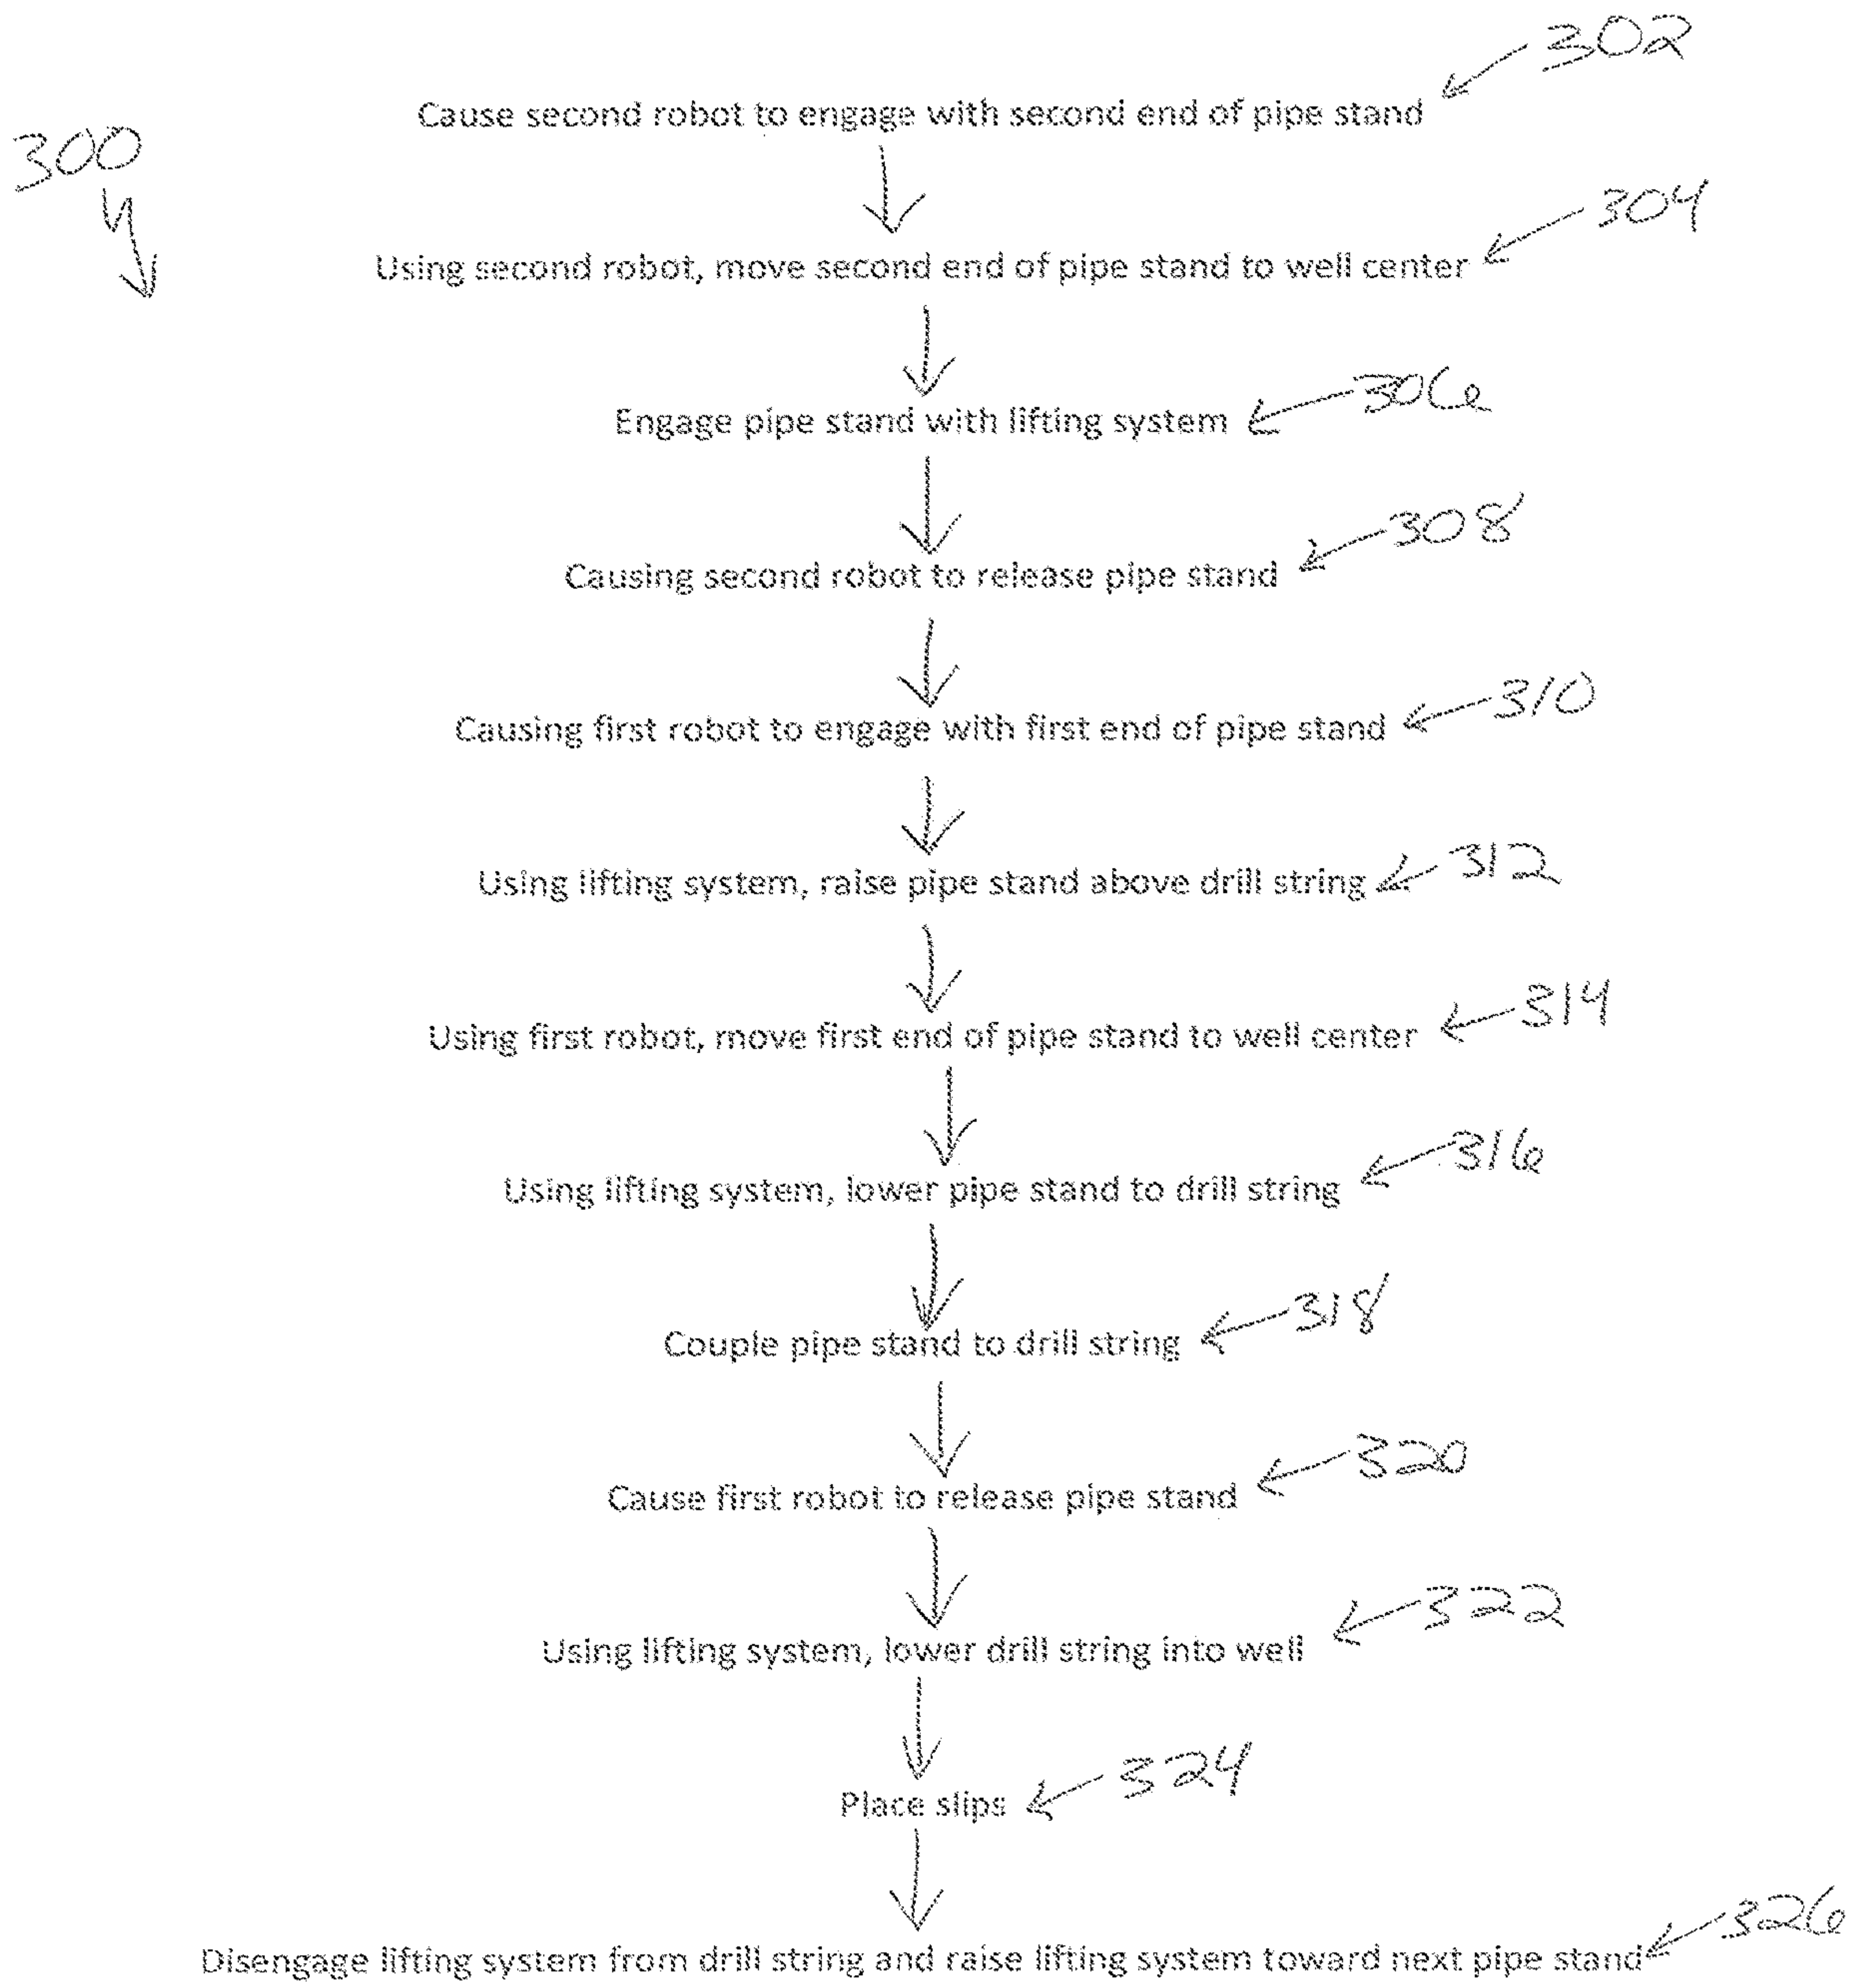 302
Cause second robot to engage with second end of pipe stand
300
304
Using second robot, move second end of pipe stand to well center
306
Engage pipe stand with lifting system
308
Causing second robot to release pipe stand
310
Causing first robot to engage with first end of pipe stand
312
Using lifting system, raise pipe stand above drill string
314
Using first robot, move first end of pipe stand to well center
316
Using lifting system, lower pipe stand to drill string
318
Couple pipe stand to drill string
320
Cause first robot to release pipe stand
322
Using lifting system, lower drill string into well
324
Place slips
326
Disengage lifting system from drill string and raise lifting system toward next pipe stand